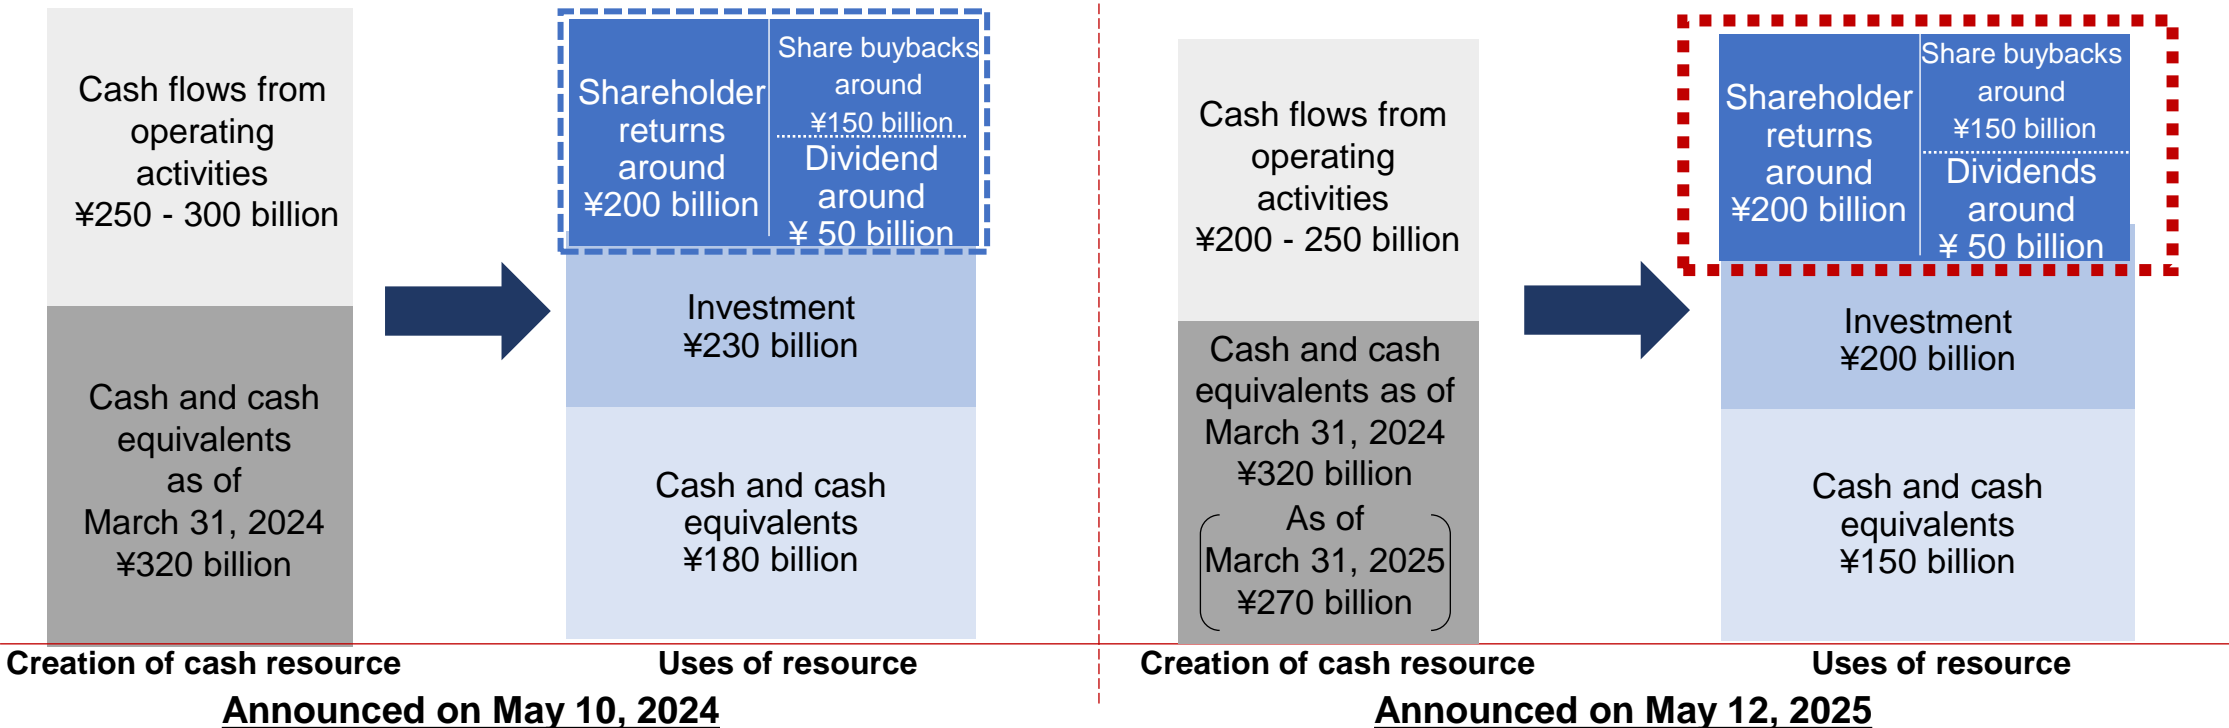 Cash flows from
operating
activities
¥250 - 300 billion
Cash and cash
equivalents
as of
March 31, 2024
¥320 billion
Creation of cash resource
Shareholder
returns
around
¥200 billion
Share buybacks
around
¥150 billion
Dividend
around
¥ 50 billion
Investment
¥230 billion
Cash and cash
equivalents
¥180 billion
Uses of resource
Announced on May 10, 2024
Cash flows from
operating
activities
¥200 - 250 billion
Cash and cash
equivalents as of
March 31, 2024
¥320 billion
As of
March 31, 2025
¥270 billion
Creation of cash resource
Shareholder
returns
around
¥200 billion
Share buybacks
around
¥150 billion
Dividends
around
¥ 50 billion
Investment
¥200 billion
Cash and cash
equivalents
¥150 billion
Uses of resource
Announced on May 12, 2025